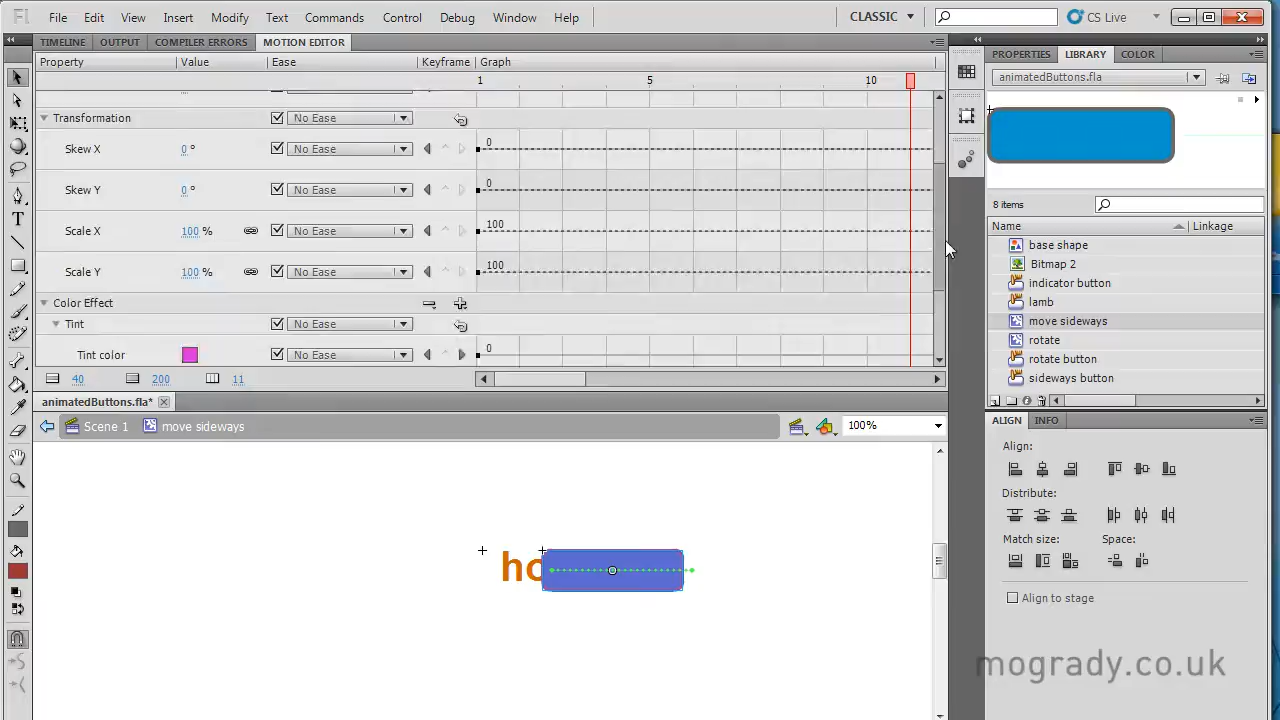 Fl File Edit View Insert Modify Text Commands Control Debug Window Help CLASSIC CS Live
TIMELINE OUTPUT COMPILER ERRORS MOTION EDITOR
Property Value Ease Keyframe Graph
1 5 10
Transformation No Ease
Skew X 0 ° No Ease 0
Skew Y 0 ° No Ease 0
Scale X 100 % No Ease 100
Scale Y 100 % No Ease 100
Color Effect
Tint No Ease
Tint color No Ease 0
40 200 11
animatedButtons.fla*
Scene 1 move sideways 100%
ho
PROPERTIES LIBRARY COLOR
animatedButtons.fla
8 items
Name Linkage
base shape
Bitmap 2
indicator button
lamb
move sideways
rotate
rotate button
sideways button
ALIGN INFO
Align:
Distribute:
Match size: Space:
Align to stage
mogrady.co.uk